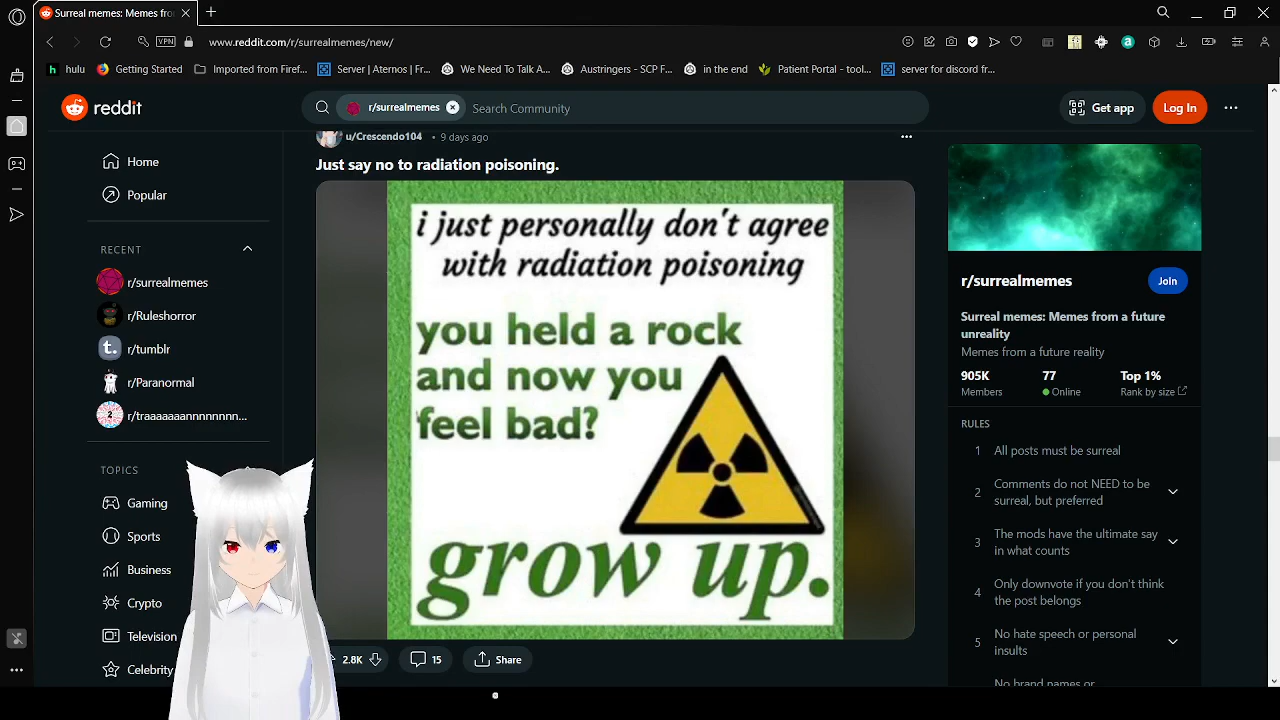 Surreal memes: Memes fro
VPN
www.reddit.com/r/surrealmemes/new/
hulu
Getting Started
Imported from Firef...
Server | Aternos | Fr...
We Need To Talk A...
Austringers - SCP F...
in the end
Patient Portal - tool...
server for discord fr...
reddit
r/surrealmemes
Search Community
Get app
Log In
Home
Popular
RECENT
r/surrealmemes
r/Ruleshorror
r/tumblr
r/Paranormal
r/traaaaaaannnnnnnn...
TOPICS
Gaming
Sports
Business
Crypto
Television
Celebrity
u/Crescendo104 • 9 days ago
Just say no to radiation poisoning.
i just personally don't agree
with radiation poisoning
you held a rock
and now you
feel bad?
grow up.
2.8K
15
Share
r/surrealmemes
Join
Surreal memes: Memes from a future
unreality
Memes from a future reality
905K
77
Top 1%
Members
Online
Rank by size
RULES
1 All posts must be surreal
2 Comments do not NEED to be
surreal, but preferred
3 The mods have the ultimate say
in what counts
4 Only downvote if you don't think
the post belongs
5 No hate speech or personal
insults
No brand names or